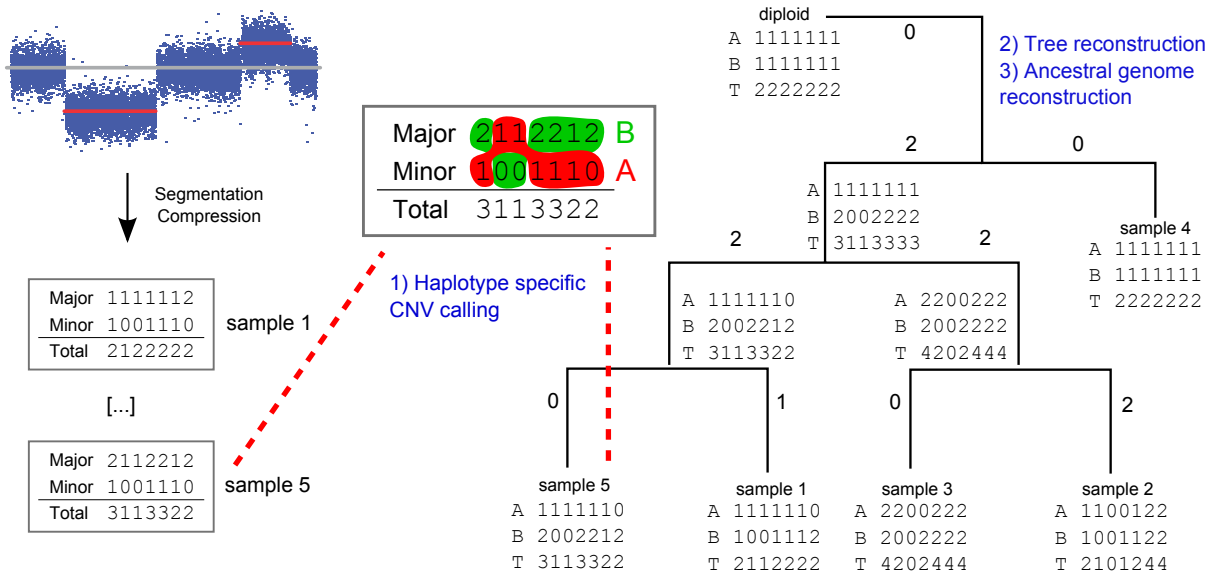 Segmentation
Compression
Major 1111112
Minor 1001110
Total 2122222
sample 1
[...]
Major 2112212
Minor 1001110
Total 3113322
sample 5
Major 2112212 B
Minor 1001110 A
Total 3113322
1) Haplotype specific
CNV calling
2) Tree reconstruction
3) Ancestral genome
reconstruction
diploid
A 1111111
B 1111111
T 2222222
0
2
0
A 1111111
B 2002222
T 3113333
sample 4
A 1111111
B 1111111
T 2222222
2
2
A 1111110
B 2002212
T 3113322
A 2200222
B 2002222
T 4202444
0
1
0
2
sample 5
A 1111110
B 2002212
T 3113322
sample 1
A 1111110
B 1001112
T 2112222
sample 3
A 2200222
B 2002222
T 4202444
sample 2
A 1100122
B 1001122
T 2101244